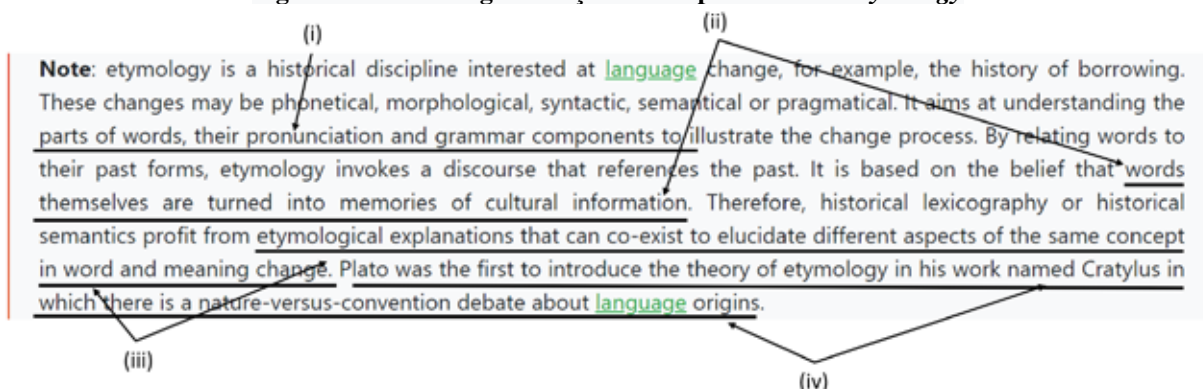 (i)
(ii)
Note: etymology is a historical discipline interested at language change, for example, the history of borrowing.
These changes may be phonetical, morphological, syntactic, semantical or pragmatical. It aims at understanding the
parts of words, their pronunciation and grammar components to illustrate the change process. By relating words to
their past forms, etymology invokes a discourse that references the past. It is based on the belief that words
themselves are turned into memories of cultural information. Therefore, historical lexicography or historical
semantics profit from etymological explanations that can co-exist to elucidate different aspects of the same concept
in word and meaning change. Plato was the first to introduce the theory of etymology in his work named Cratylus in
which there is a nature-versus-convention debate about language origins.
(iii)
(iv)